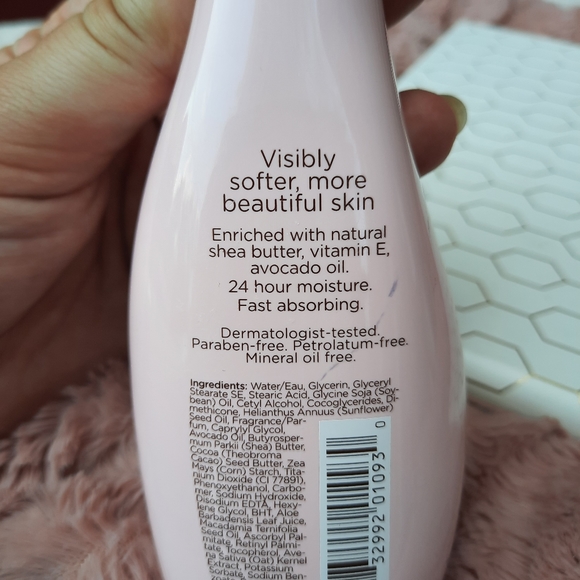 Visibly
softer, more
beautiful skin
Enriched with natural
shea butter, vitamin E,
avocado oil.
24 hour moisture.
Fast absorbing.
Dermatologist-tested.
Paraben-free. Petrolatum-free.
Mineral oil free.
Ingredients: Water/Eau, Glycerin, Glyceryl
Stearate SE, Stearic Acid, Glycine Soja (Soy-
bean) Oil, Cetyl Alcohol, Cocoglycerides, Di-
methicone, Helianthus Annuus (Sunflower)
Seed Oil, Fragrance/Par-
fum, Caprylyl Glycol,
Avocado Oil, Butyrosper-
mum Parkii (Shea) Butter,
Cocoa (Theobroma
Cacao) Seed Butter, Zea
Mays (Corn) Starch, Tita-
nium Dioxide (CI 77891),
Phenoxyethanol, Carbo-
mer, Sodium Hydroxide,
Disodium EDTA, Hexy-
lene Glycol, BHT, Aloe
Barbadensis Leaf Juice,
Macadamia Ternifolia
Seed Oil, Ascorbyl Pal-
mitate, Retinyl Palmi-
tate, Tocopherol, Ave-
na Sativa (Oat) Kernel
Extract, Potassium
Sorbate, Sodium Ben-
0
32992 01093